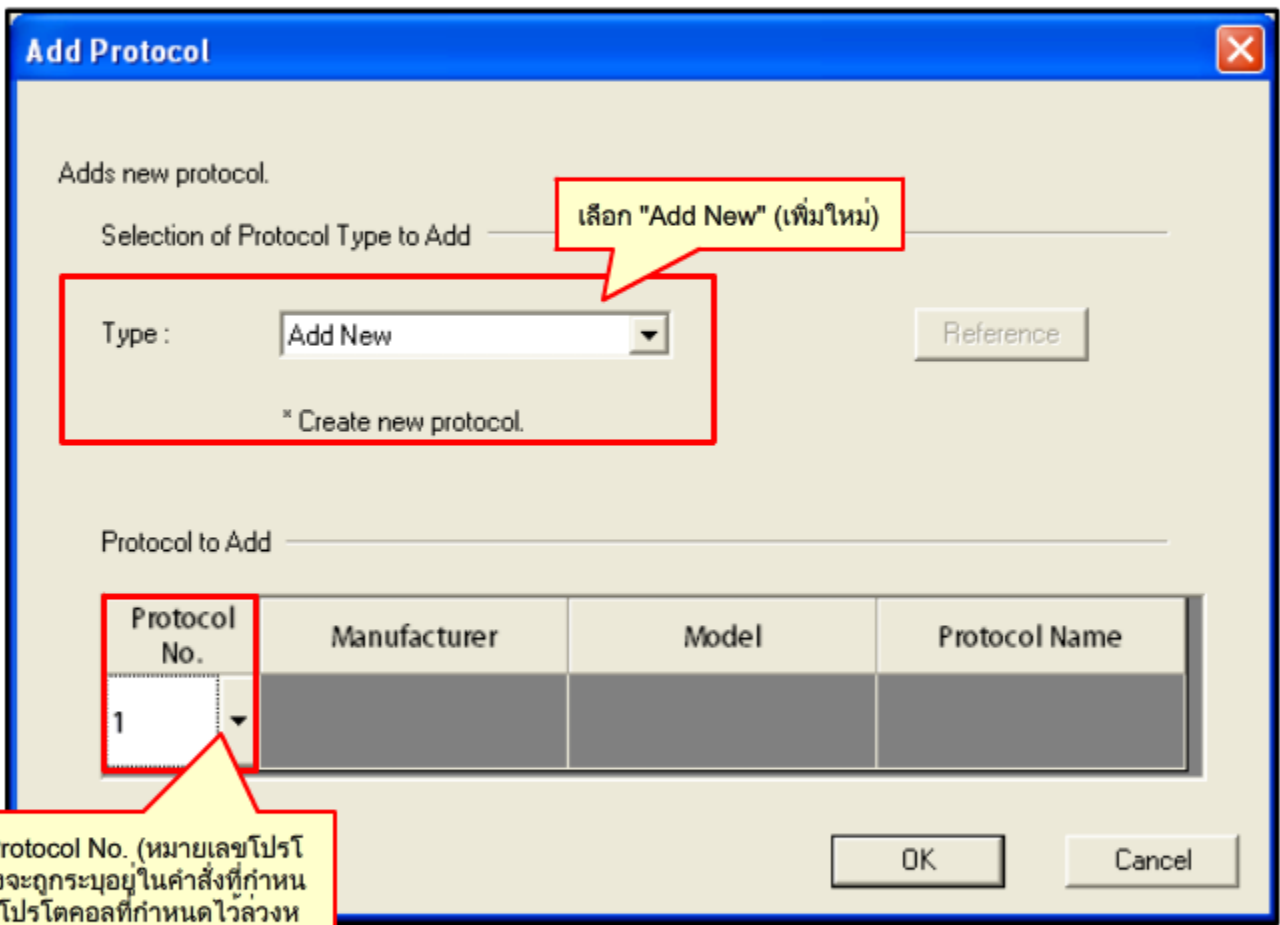 Add Protocol
Adds new protocol.
เลือก "Add New" (เพิ่มใหม่)
Selection of Protocol Type to Add
Type :
Add New
Reference
* Create new protocol.
Protocol to Add
Protocol
No.
Manufacturer
Model
Protocol Name
1
rotocol No. (หมายเลขโปรโ
จะถูกระบุอยู่ในคำสั่งที่กำหน
โปรโตคอลที่กำหนดไว้ล่วงห
OK
Cancel